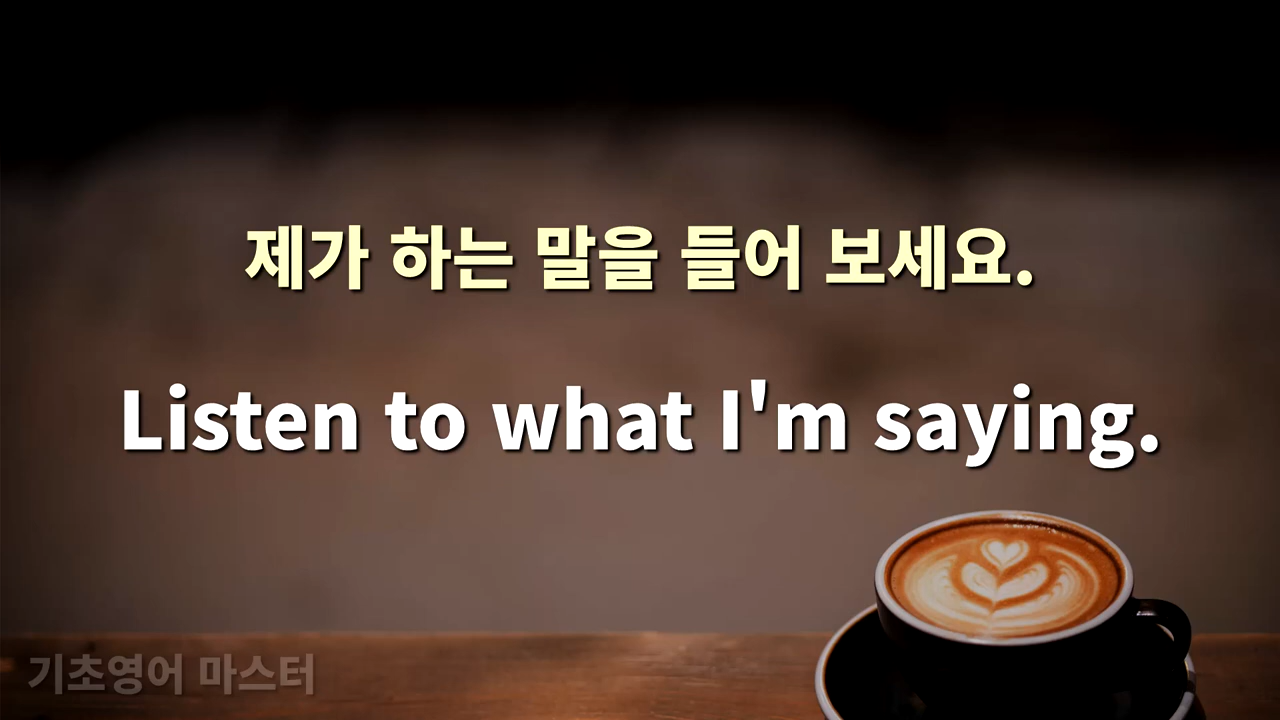 제가 하는 말을 들어 보세요.
Listen to what I'm saying.
기초영어 마스터